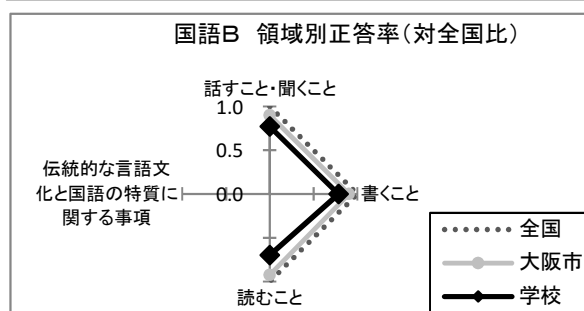 国語B 領域別正答率(対全国比)
話すこと・聞くこと
1.0
0.5
0.0
伝統的な言語文
化と国語の特質に
関する事項
書くこと
読むこと
全国
大阪市
学校